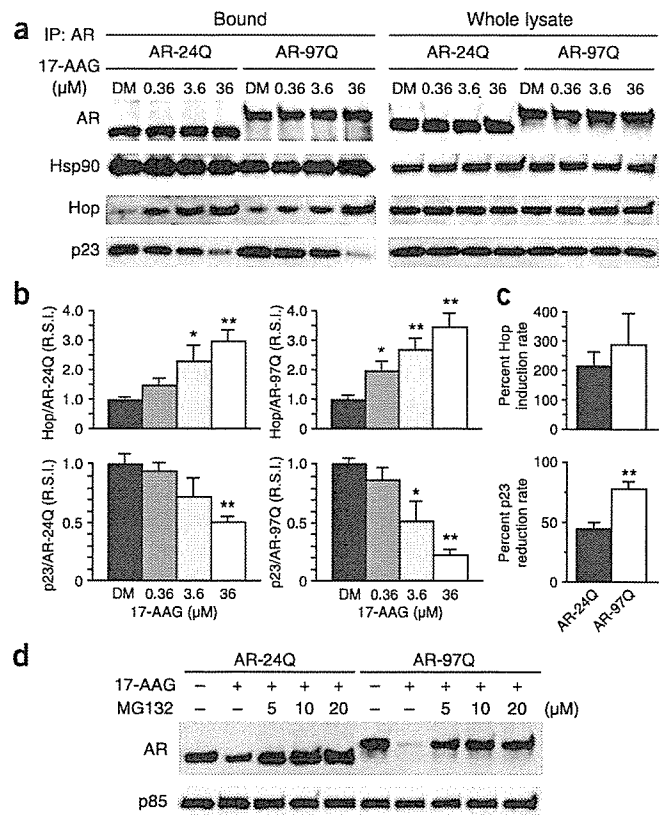 a
Bound
Whole lysate
IP: AR
AR-24Q
AR-97Q
AR-24Q
AR-97Q
17-AAG
(µM)
DM 0.36 3.6 36
DM 0.36 3.6 36
DM 0.36 3.6 36
DM 0.36 3.6 36
AR
Hsp90
Hop
p23
b
Hop/AR-24Q (R.S.I.)
4.0
3.0
2.0
1.0
0
*
**
Hop/AR-97Q (R.S.I.)
4.0
3.0
2.0
1.0
0
*
**
**
p23/AR-24Q (R.S.I.)
1.0
0.5
0
**
DM 0.36 3.6 36
17-AAG (µM)
p23/AR-97Q (R.S.I.)
1.0
0.5
0
*
**
DM 0.36 3.6 36
17-AAG (µM)
c
Percent Hop
induction rate
400
300
200
100
0
Percent p23
reduction rate
100
50
0
**
AR-24Q
AR-97Q
d
AR-24Q
AR-97Q
17-AAG – + + + + – + + + +
MG132 – – 5 10 20 – – 5 10 20 (µM)
AR
p85